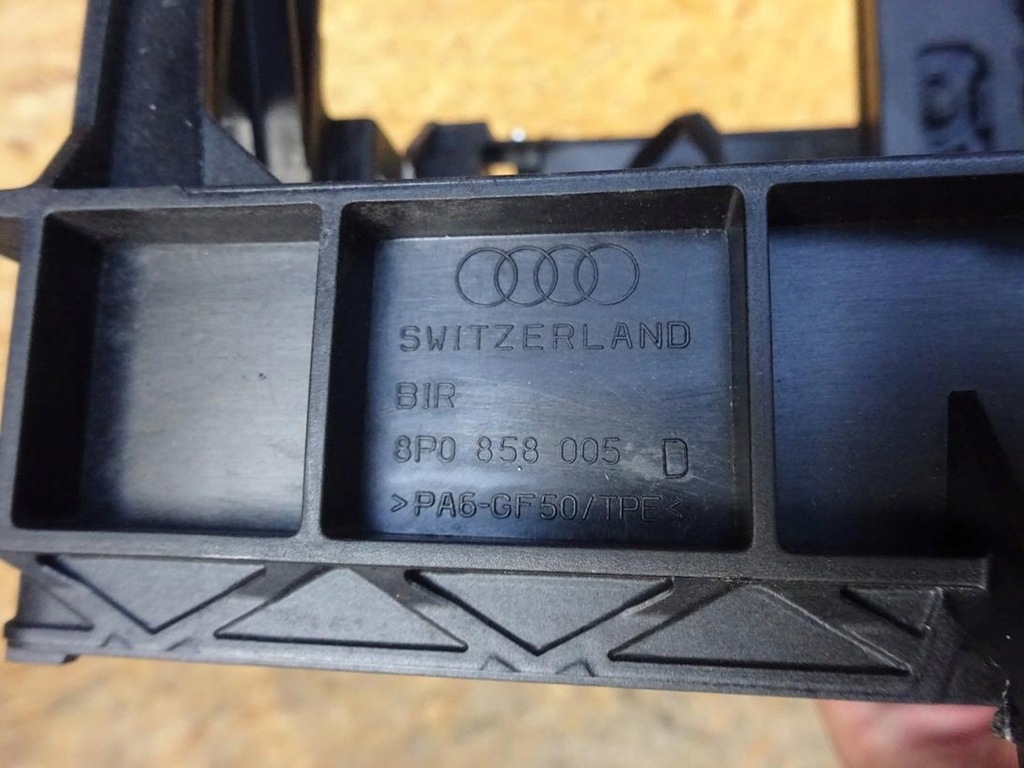 SWITZERLAND
BIR
8P0 858 005 D
>PA6-GF50/TPE<